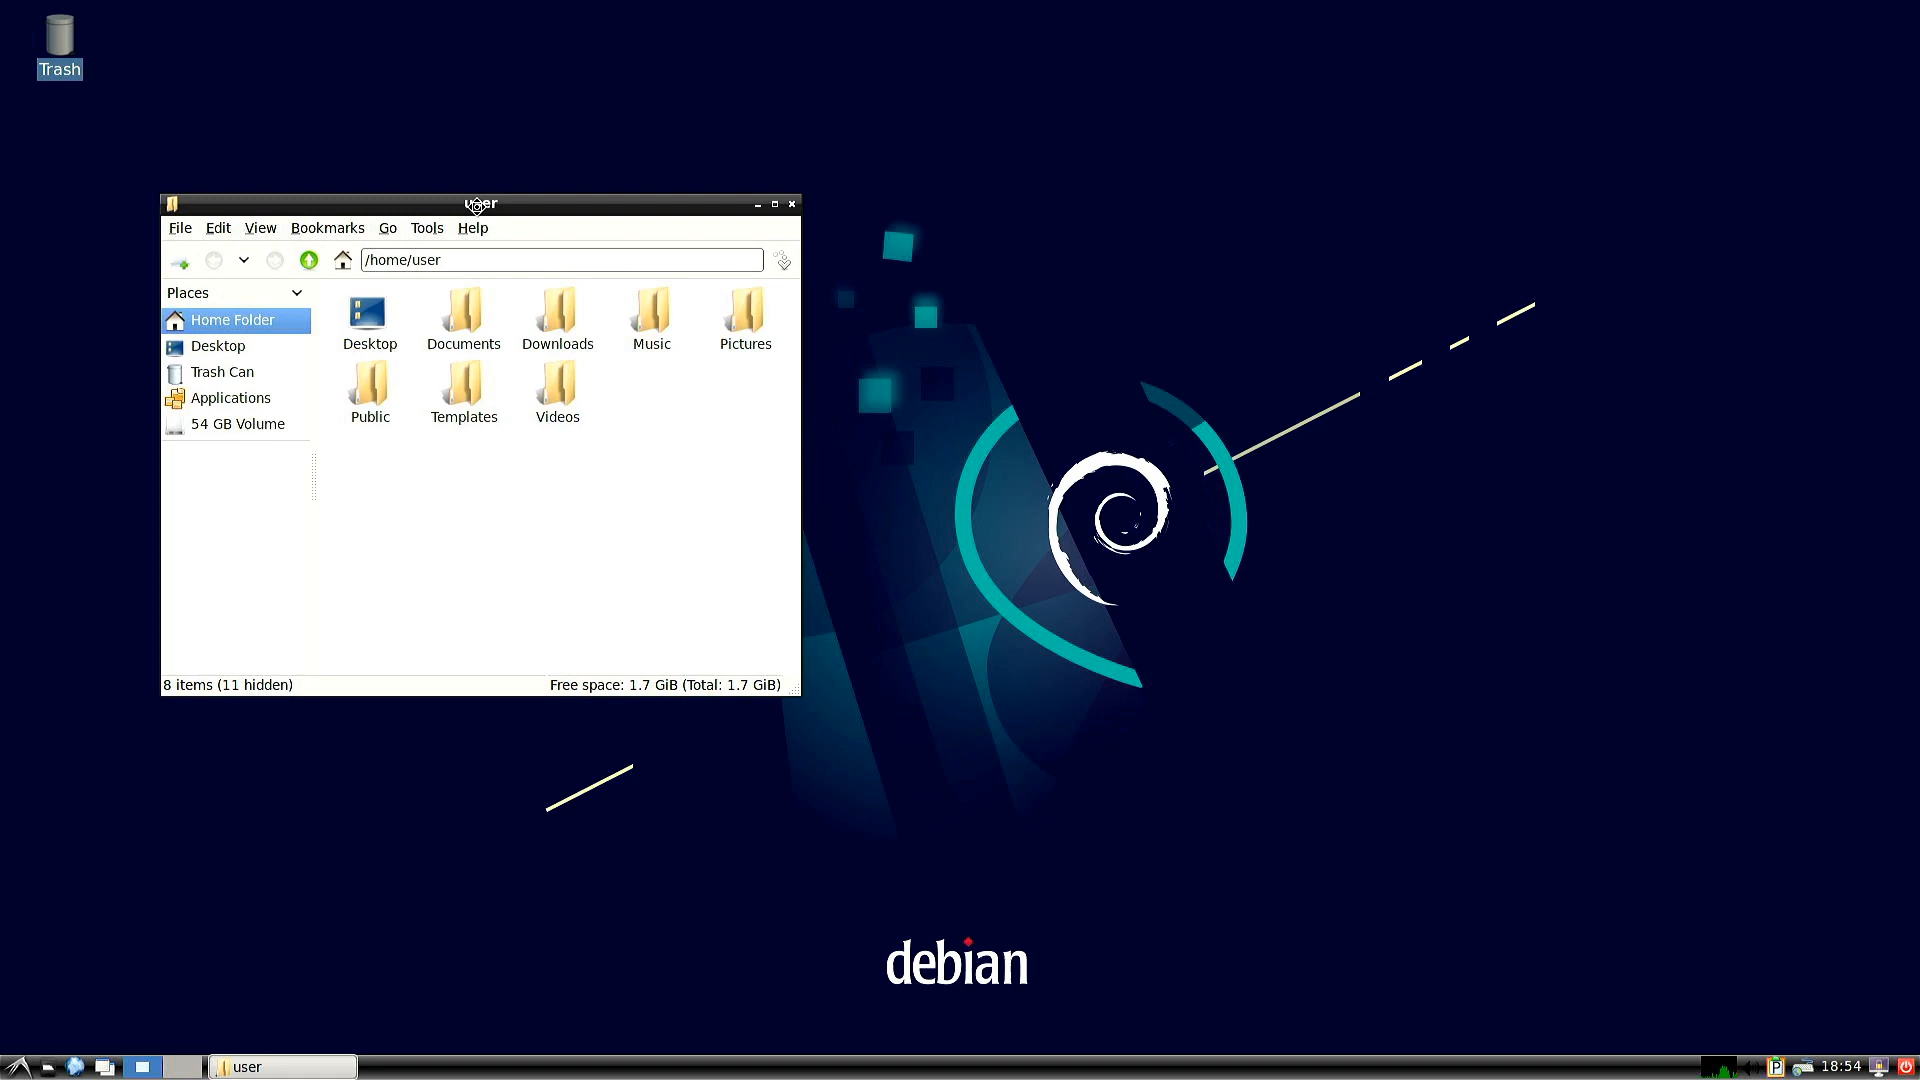 Trash
user
File Edit View Bookmarks Go Tools Help
/home/user
Places
Home Folder
Desktop
Trash Can
Applications
54 GB Volume
Desktop Documents Downloads Music Pictures
Public Templates Videos
8 items (11 hidden) Free space: 1.7 GiB (Total: 1.7 GiB)
debian
user P 18:54